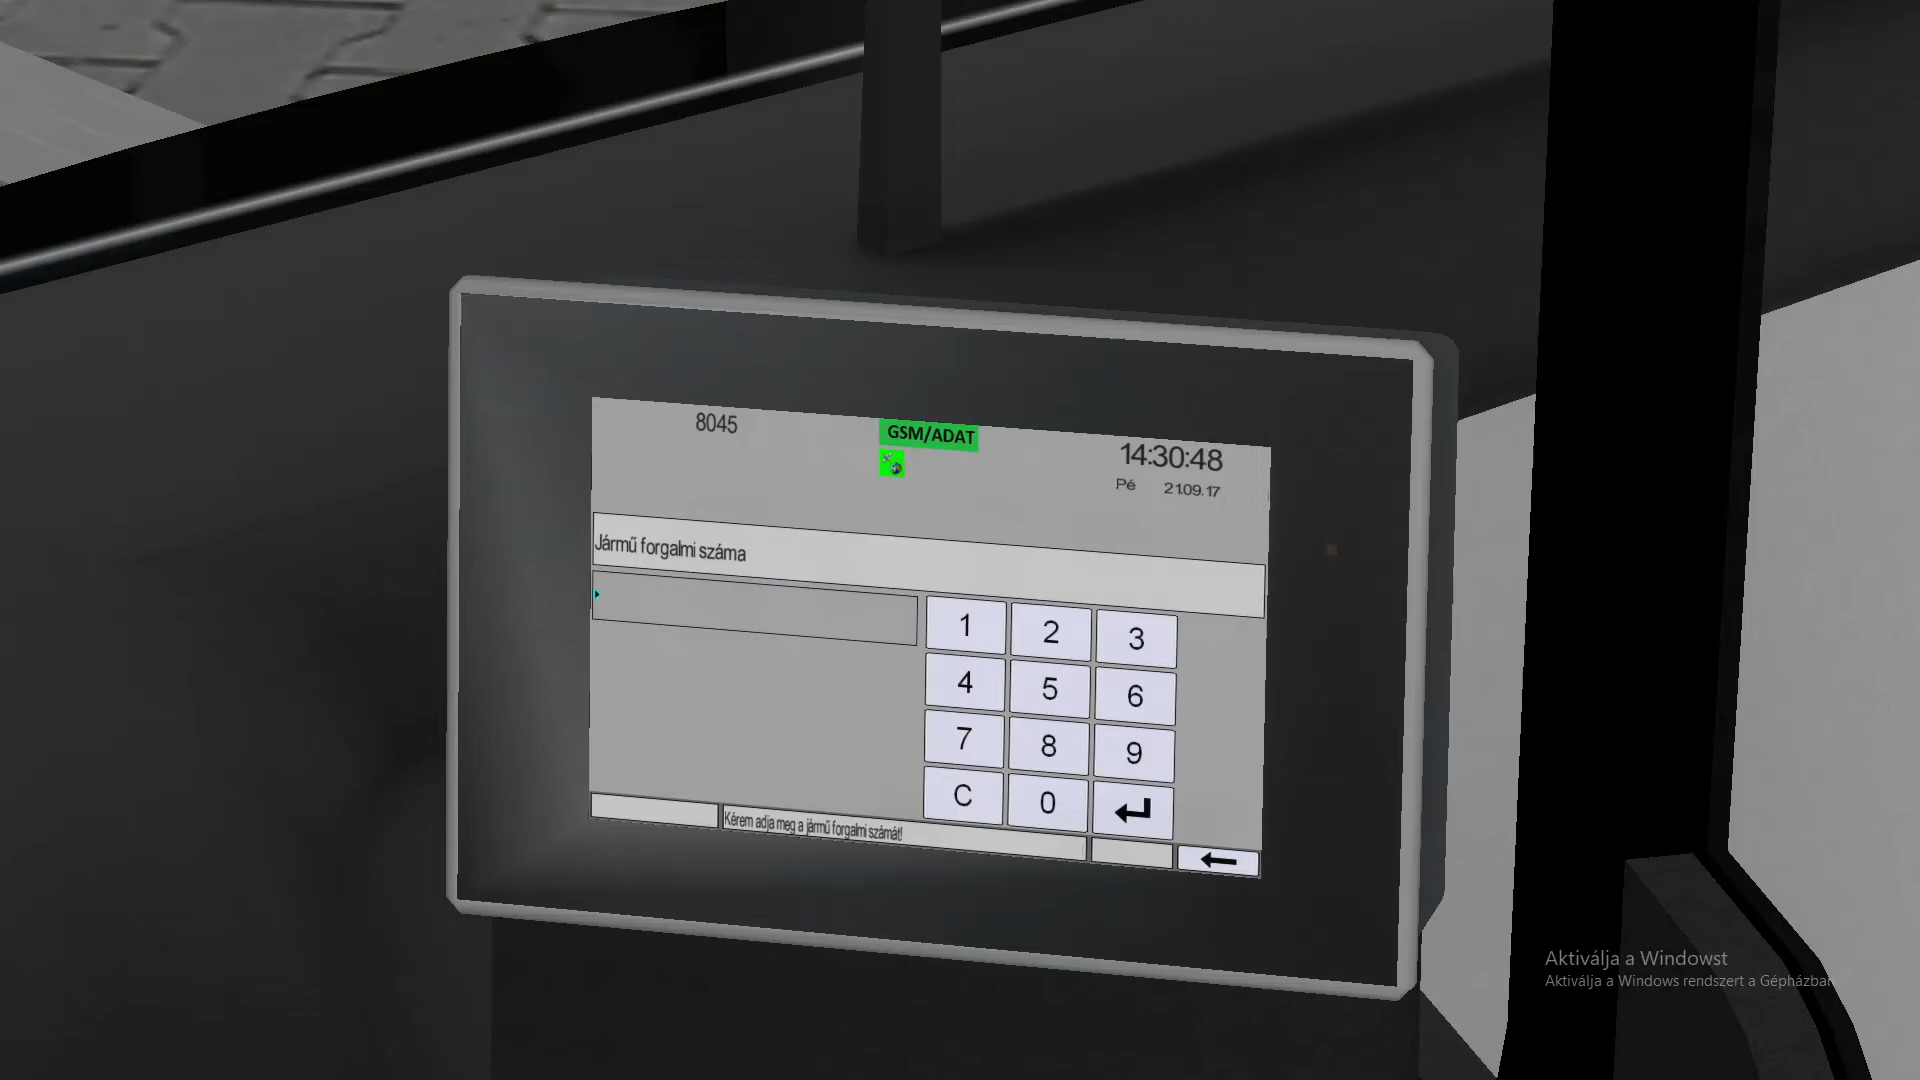 8045
GSM/ADAT
14:30:48
Pé 21.09.17
Jármű forgalmi száma
1 2 3
4 5 6
7 8 9
C 0
Kérem adja meg a jármű forgalmi számát!
Aktiválja a Windowst
Aktiválja a Windows rendszert a Gépházban